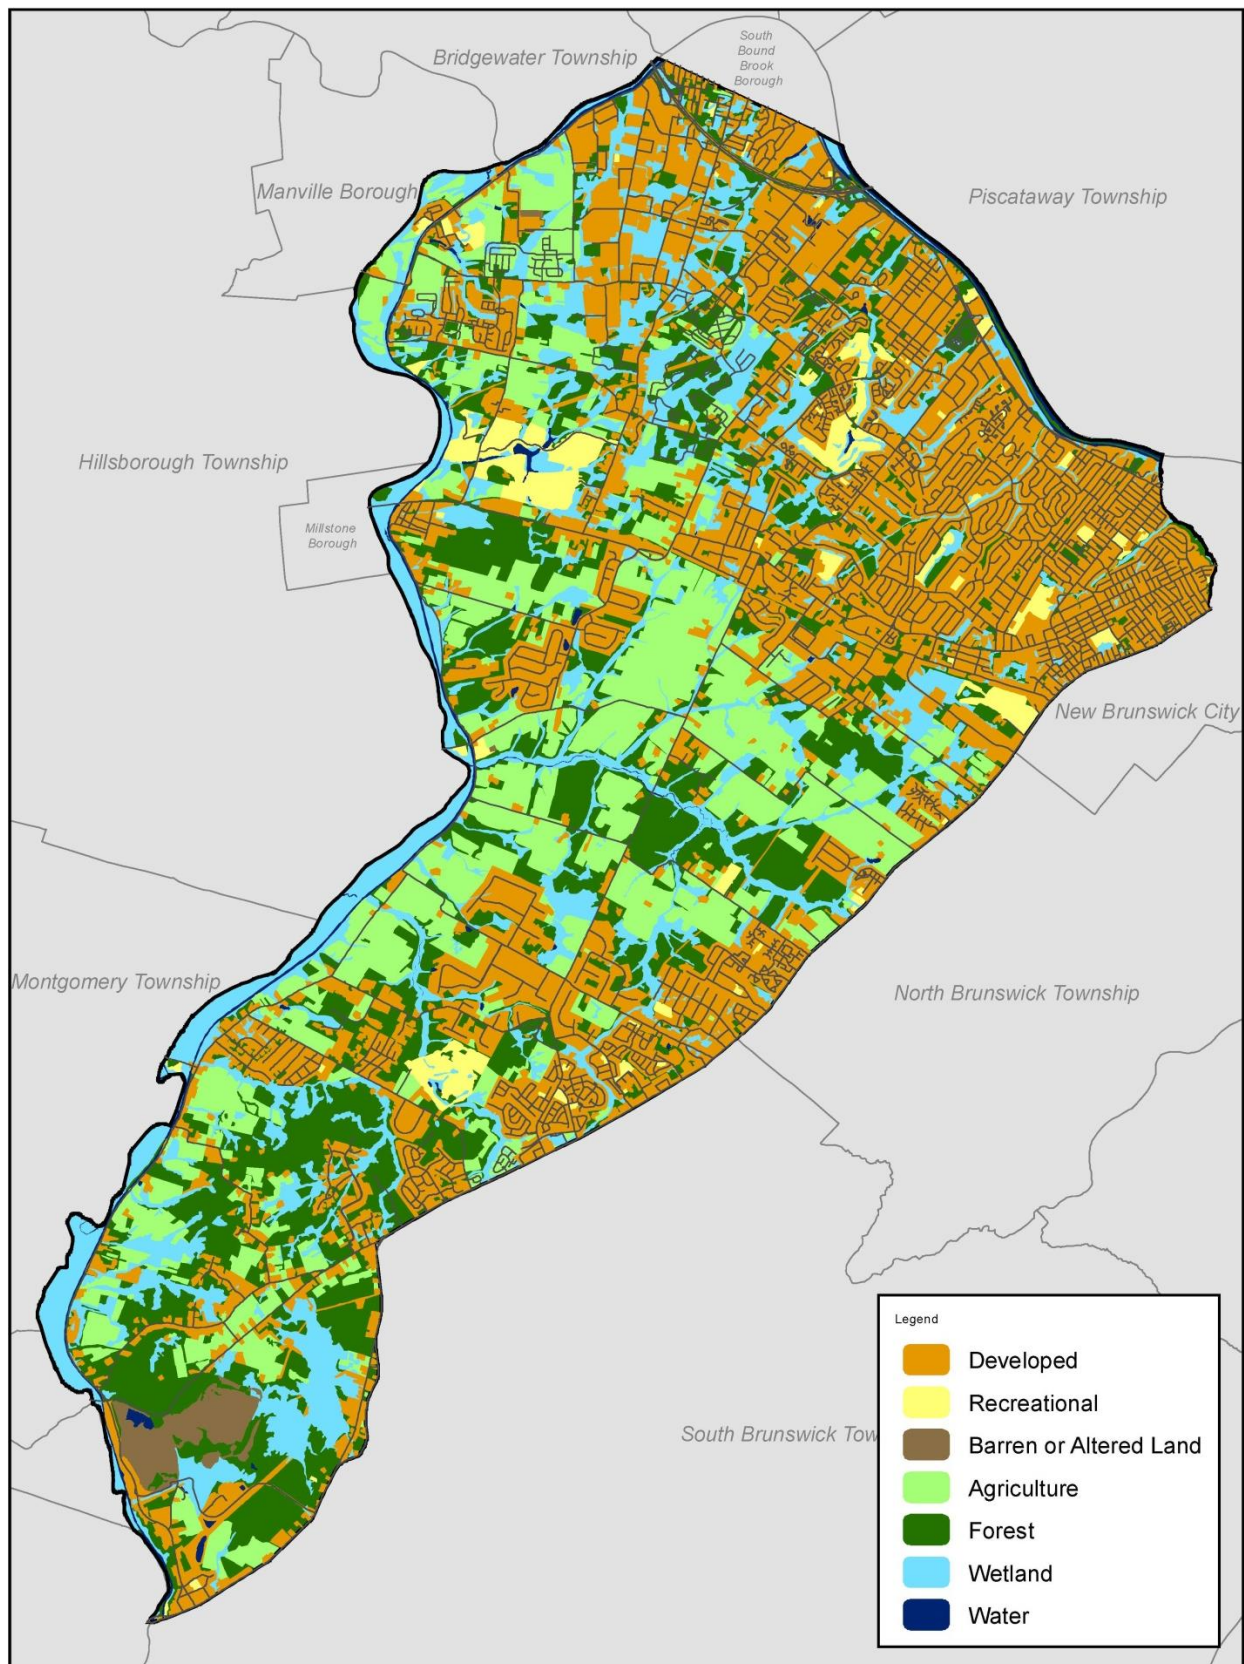 Bridgewater Township
South
Bound
Brook
Borough
Manville Borough
Piscataway Township
Hillsborough Township
Millstone
Borough
New Brunswick City
Montgomery Township
North Brunswick Township
South Brunswick Tow
Legend
Developed
Recreational
Barren or Altered Land
Agriculture
Forest
Wetland
Water